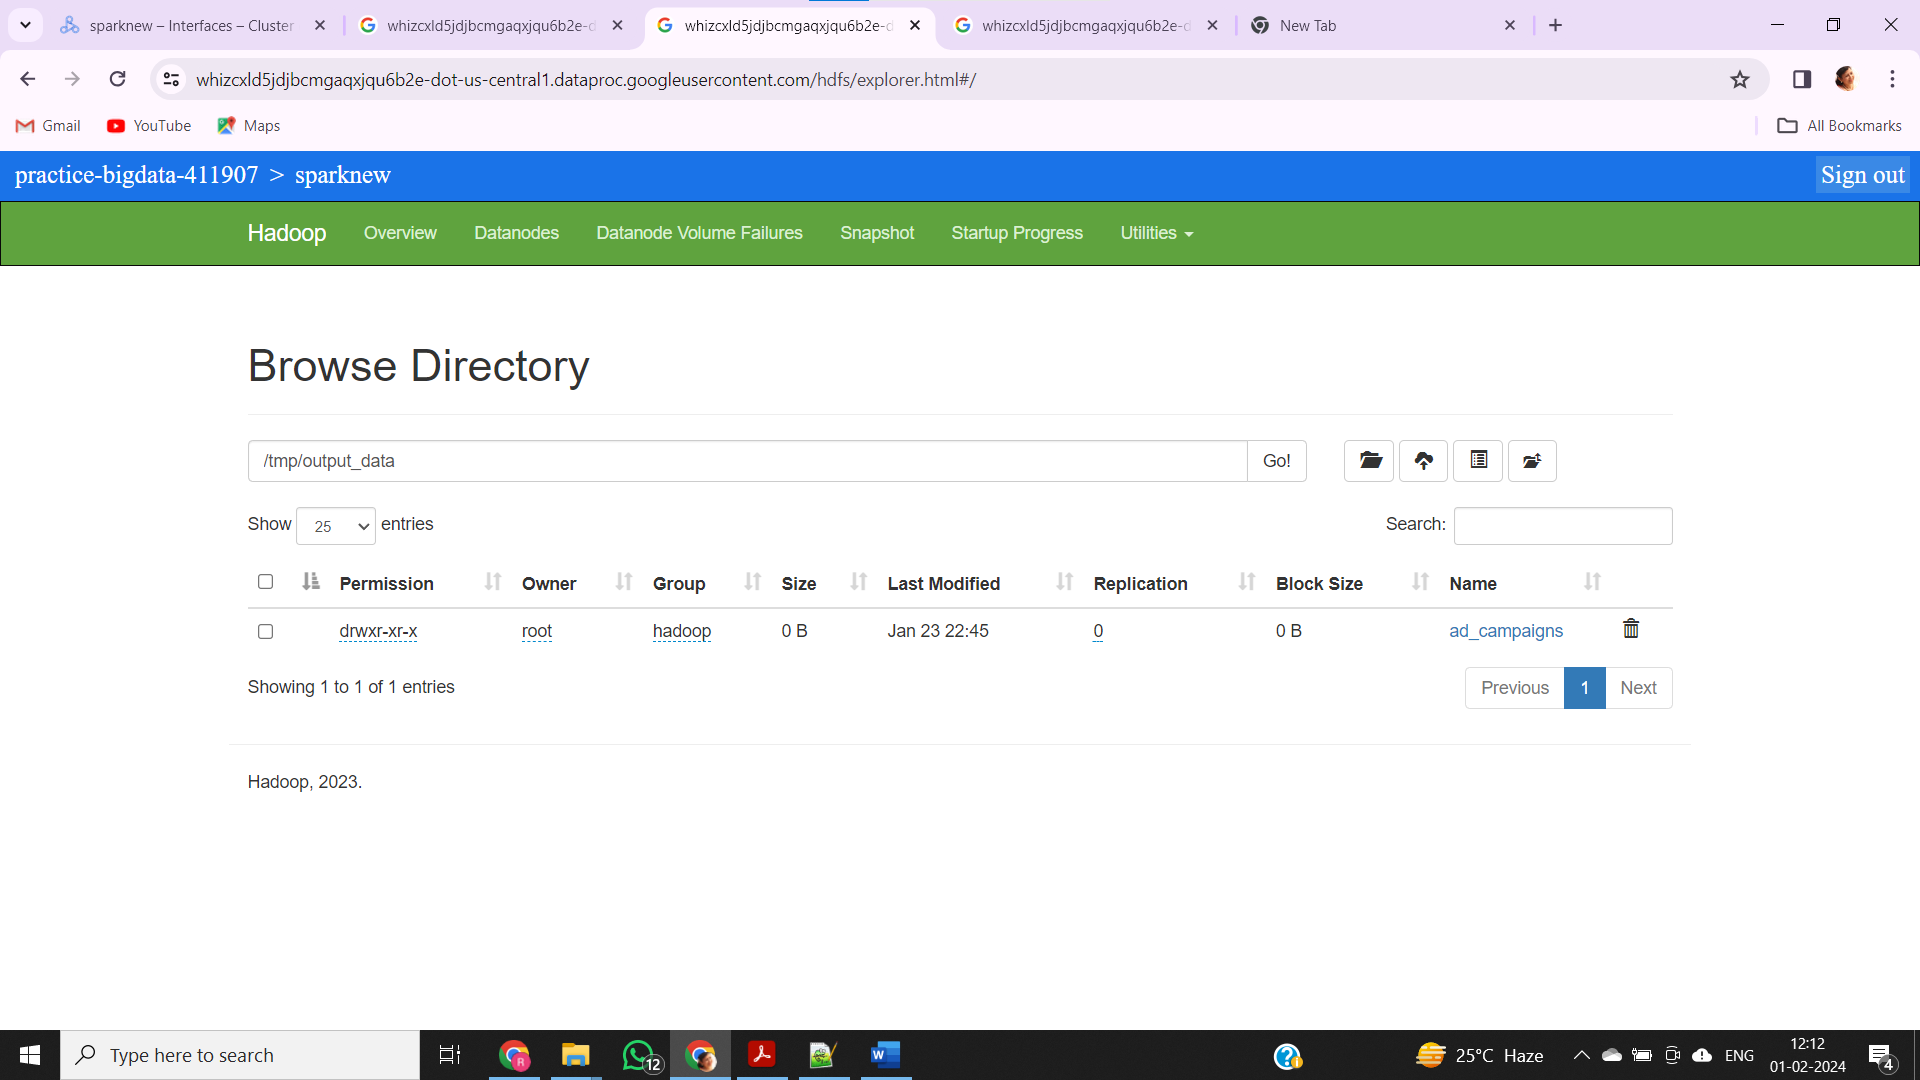 sparknew – Interfaces – Cluster
whizcxld5jdjbcmgaqxjqu6b2e-d
whizcxld5jdjbcmgaqxjqu6b2e-d
whizcxld5jdjbcmgaqxjqu6b2e-d
New Tab
whizcxld5jdjbcmgaqxjqu6b2e-dot-us-central1.dataproc.googleusercontent.com/hdfs/explorer.html#/
Gmail YouTube Maps All Bookmarks
practice-bigdata-411907 > sparknew Sign out
Hadoop Overview Datanodes Datanode Volume Failures Snapshot Startup Progress Utilities
Browse Directory
/tmp/output_data Go!
Show 25 entries Search:
Permission Owner Group Size Last Modified Replication Block Size Name
drwxr-xr-x root hadoop 0 B Jan 23 22:45 0 0 B ad_campaigns
Showing 1 to 1 of 1 entries Previous 1 Next
Hadoop, 2023.
Type here to search 12 25°C Haze ENG 12:12
01-02-2024 4